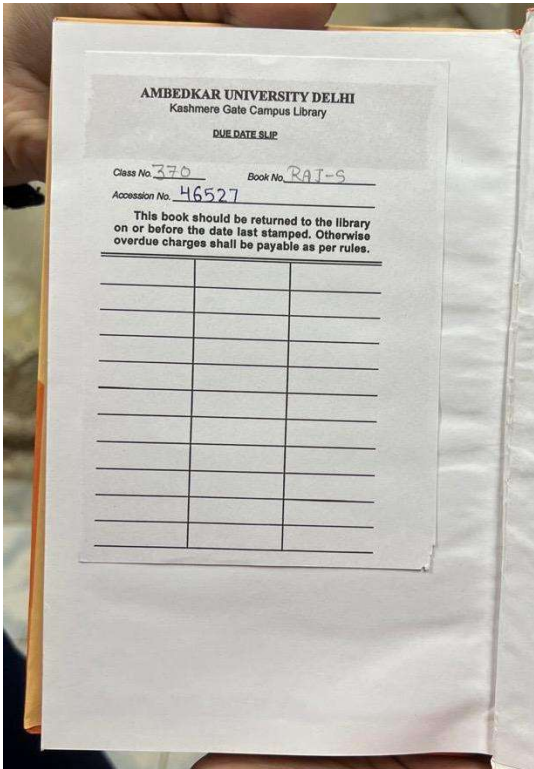 AMBEDKAR UNIVERSITY DELHI
Kashmere Gate Campus Library
DUE DATE SLIP
Class No. 370 Book No. RAJ-S
Accession No. 46527
This book should be returned to the library
on or before the date last stamped. Otherwise
overdue charges shall be payable as per rules.